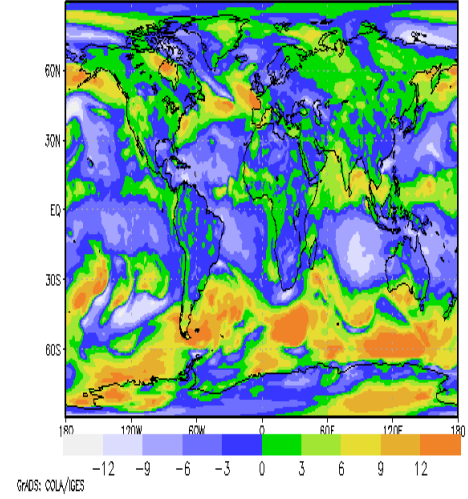 60N
30N
EQ
30S
60S
180 120W 60W 0 60E 120E 180
-12 -9 -6 -3 0 3 6 9 12
GrADS: COLA/IGES